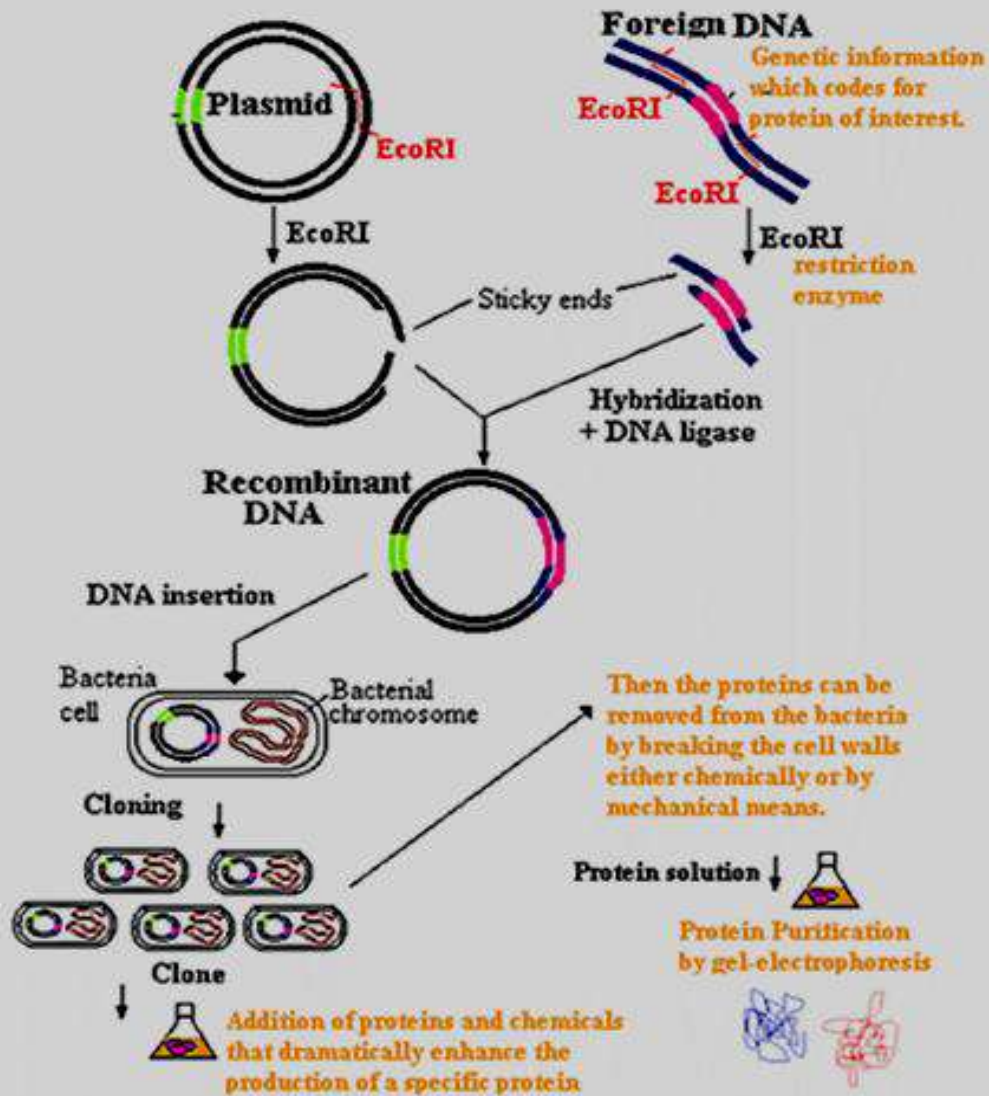 Foreign DNA
Genetic information
which codes for
protein of interest.
Plasmid
EcoRI
EcoRI
EcoRI
EcoRI
EcoRI
restriction
enzyme
Sticky ends
Hybridization
+ DNA ligase
Recombinant
DNA
DNA insertion
Bacteria
cell
Bacterial
chromosome
Then the proteins can be
removed from the bacteria
by breaking the cell walls
either chemically or by
mechanical means.
Cloning
Protein solution
Protein Purification
by gel-electrophoresis
Clone
Addition of proteins and chemicals
that dramatically enhance the
production of a specific protein